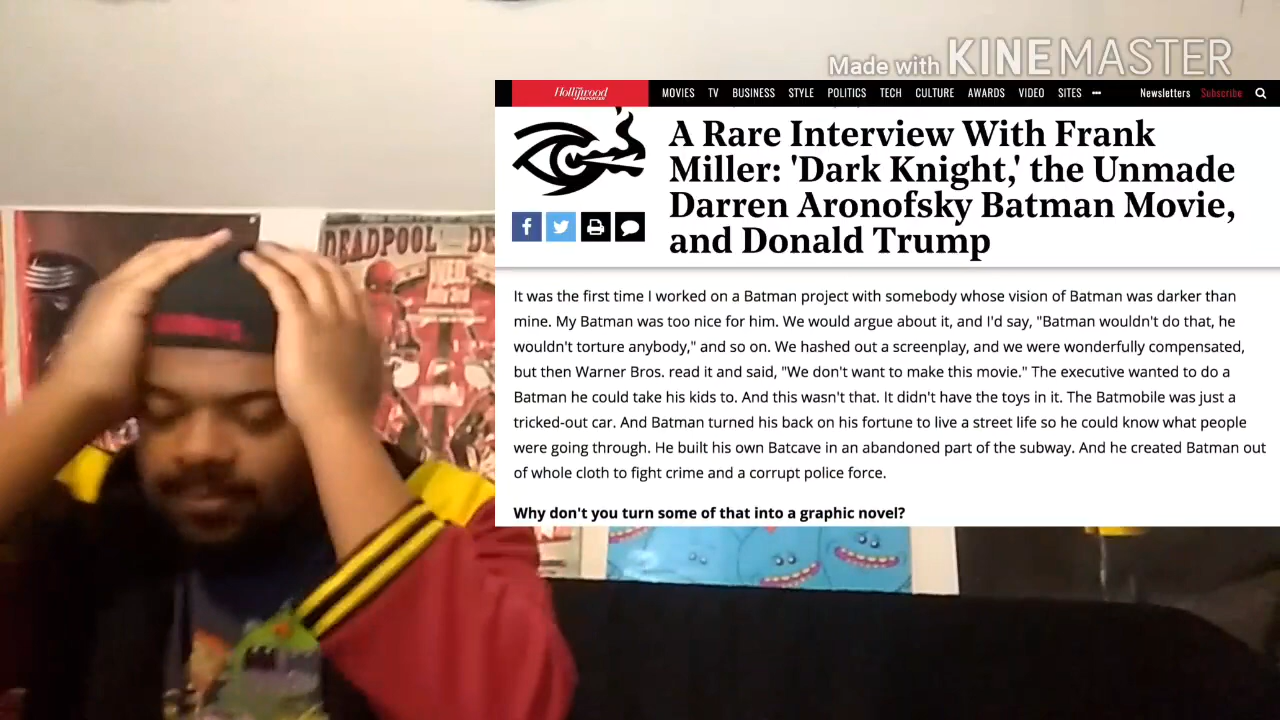 Made with KINEMASTER
Hollywood REPORTER
MOVIES TV BUSINESS STYLE POLITICS TECH CULTURE AWARDS VIDEO SITES ••• Newsletters Subscribe
A Rare Interview With Frank
Miller: 'Dark Knight,' the Unmade
Darren Aronofsky Batman Movie,
and Donald Trump
It was the first time I worked on a Batman project with somebody whose vision of Batman was darker than
mine. My Batman was too nice for him. We would argue about it, and I'd say, "Batman wouldn't do that, he
wouldn't torture anybody," and so on. We hashed out a screenplay, and we were wonderfully compensated,
but then Warner Bros. read it and said, "We don't want to make this movie." The executive wanted to do a
Batman he could take his kids to. And this wasn't that. It didn't have the toys in it. The Batmobile was just a
tricked-out car. And Batman turned his back on his fortune to live a street life so he could know what people
were going through. He built his own Batcave in an abandoned part of the subway. And he created Batman out
of whole cloth to fight crime and a corrupt police force.
Why don't you turn some of that into a graphic novel?
DEADPOOL DE